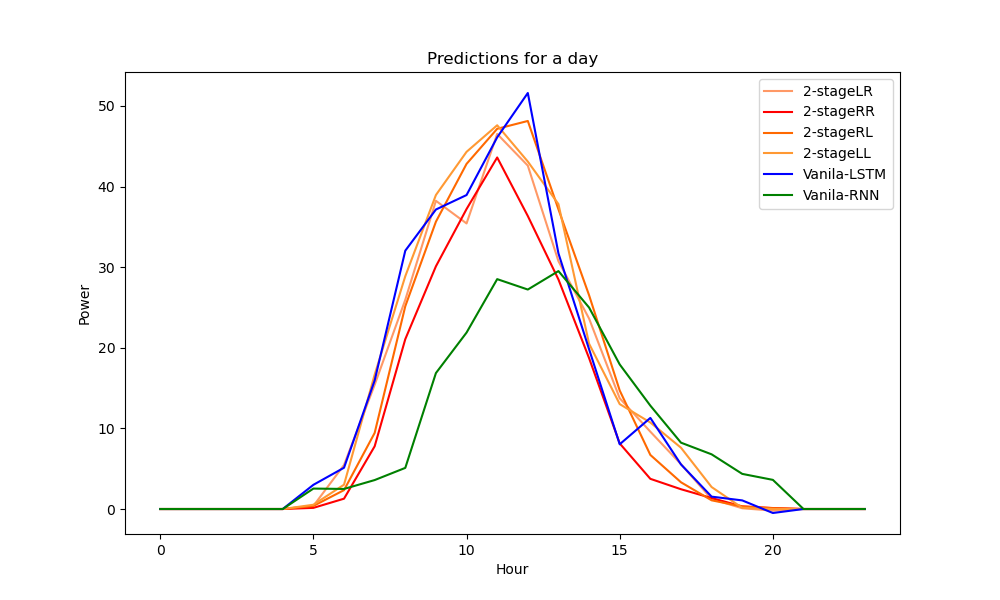 Predictions for a day
2-stageLR
2-stageRR
2-stageRL
2-stageLL
Vanila-LSTM
Vanila-RNN
50
40
30
20
10
0
Power
0 5 10 15 20
Hour